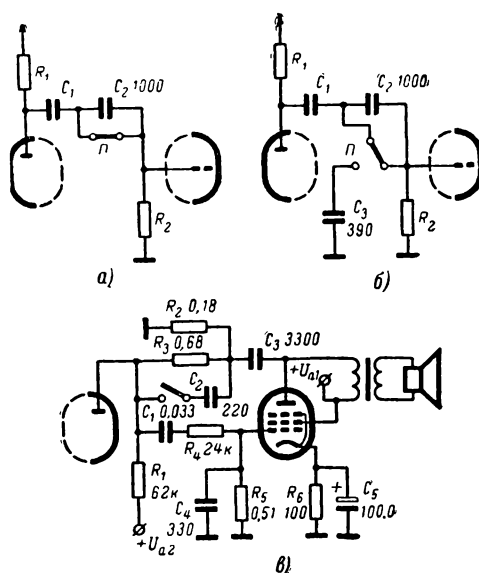 R₁
C₁
C₂ 1000
П
R₂
а)
R₁
C₁
C₂ 1000
П
C₃
390
R₂
б)
R₂ 0,18
R₃ 0,68
C₃ 3300
+Uа1
C₂
220
C₁ 0,033
R₄ 24к
R₁
62к
+Uа2
C₄
330
R₅
0,51
R₆
100
+
C₅
100,0
в)